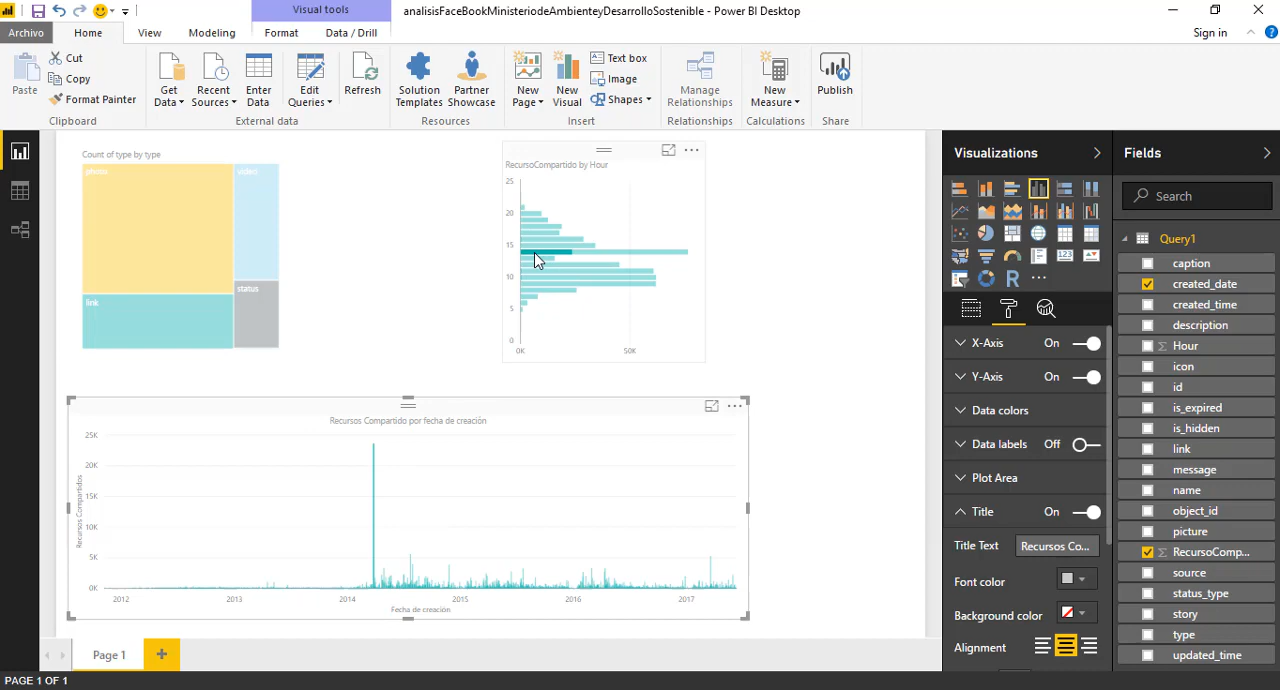 Visual tools
analisisFaceBookMinisteriodeAmbienteyDesarrolloSostenible - Power BI Desktop
Archivo
Home
View
Modeling
Format
Data / Drill
Sign in
Paste
Cut
Copy
Format Painter
Clipboard
Get Data
Recent Sources
Enter Data
Edit Queries
Refresh
External data
Solution Templates
Partner Showcase
Resources
New Page
New Visual
Text box
Image
Shapes
Insert
Manage Relationships
Relationships
New Measure
Calculations
Publish
Share
Count of type by type
photo
video
link
status
RecursoCompartido by Hour
25
20
15
10
5
0
0K
50K
Recursos Compartido por fecha de creación
25K
20K
15K
10K
5K
0K
Recursos Compartidos
2012
2013
2014
2015
2016
2017
Fecha de creación
Page 1
PAGE 1 OF 1
Visualizations
X-Axis On
Y-Axis On
Data colors
Data labels Off
Plot Area
Title On
Title Text Recursos Co...
Font color
Background color
Alignment
Fields
Search
Query1
caption
created_date
created_time
description
Hour
icon
id
is_expired
is_hidden
link
message
name
object_id
picture
RecursoComp...
source
status_type
story
type
updated_time